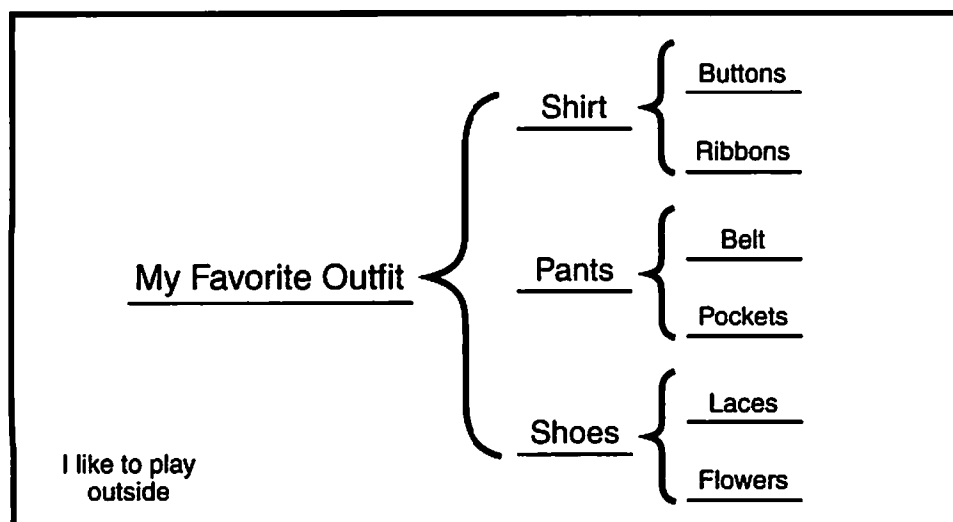 My Favorite Outfit
Shirt
Buttons
Ribbons
Pants
Belt
Pockets
Shoes
Laces
Flowers
I like to play
outside